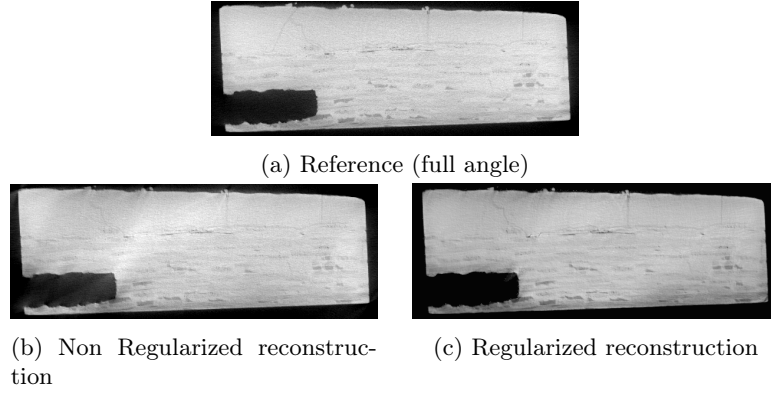 (a) Reference (full angle)
(b) Non Regularized reconstruc-
tion
(c) Regularized reconstruction